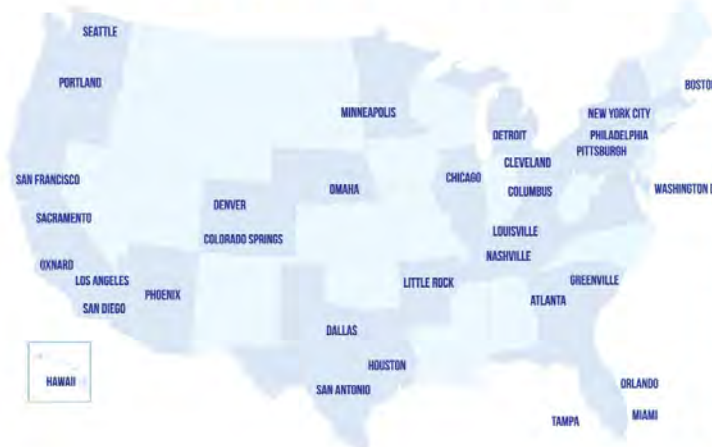 SEATTLE
PORTLAND
BOSTON
MINNEAPOLIS
NEW YORK CITY
DETROIT
PHILADELPHIA
PITTSBURGH
CLEVELAND
SAN FRANCISCO
CHICAGO
OMAHA
COLUMBUS
WASHINGTON D
DENVER
SACRAMENTO
LOUISVILLE
COLORADO SPRINGS
NASHVILLE
OXNARD
LOS ANGELES
LITTLE ROCK
GREENVILLE
PHOENIX
ATLANTA
SAN DIEGO
DALLAS
HOUSTON
HAWAII
ORLANDO
SAN ANTONIO
MIAMI
TAMPA